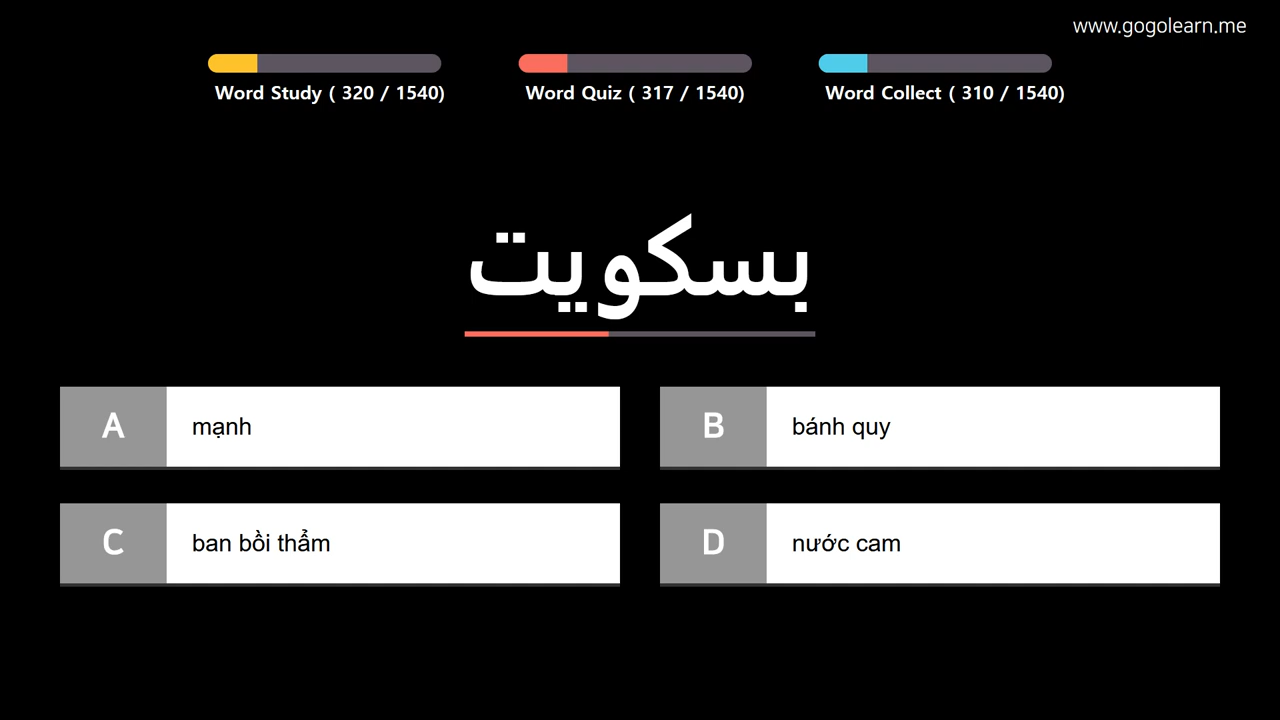 www.gogolearn.me
Word Study ( 320 / 1540)
Word Quiz ( 317 / 1540)
Word Collect ( 310 / 1540)
بسكويت
A
mạnh
B
bánh quy
C
ban bồi thẩm
D
nước cam